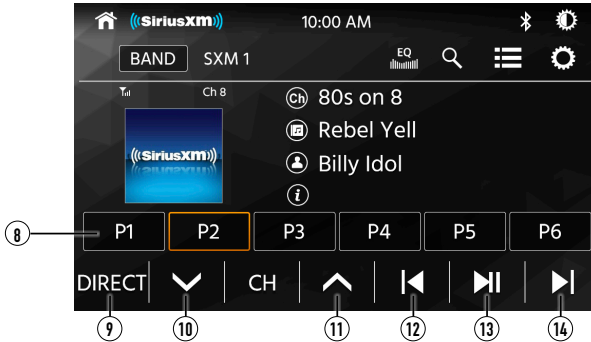 ((SiriusXM)) 10:00 AM
BAND SXM 1 EQ
Ch 8
Ch 80s on 8
Rebel Yell
((SiriusXM))
Billy Idol
i
8 P1 P2 P3 P4 P5 P6
DIRECT CH
9 10 11 12 13 14